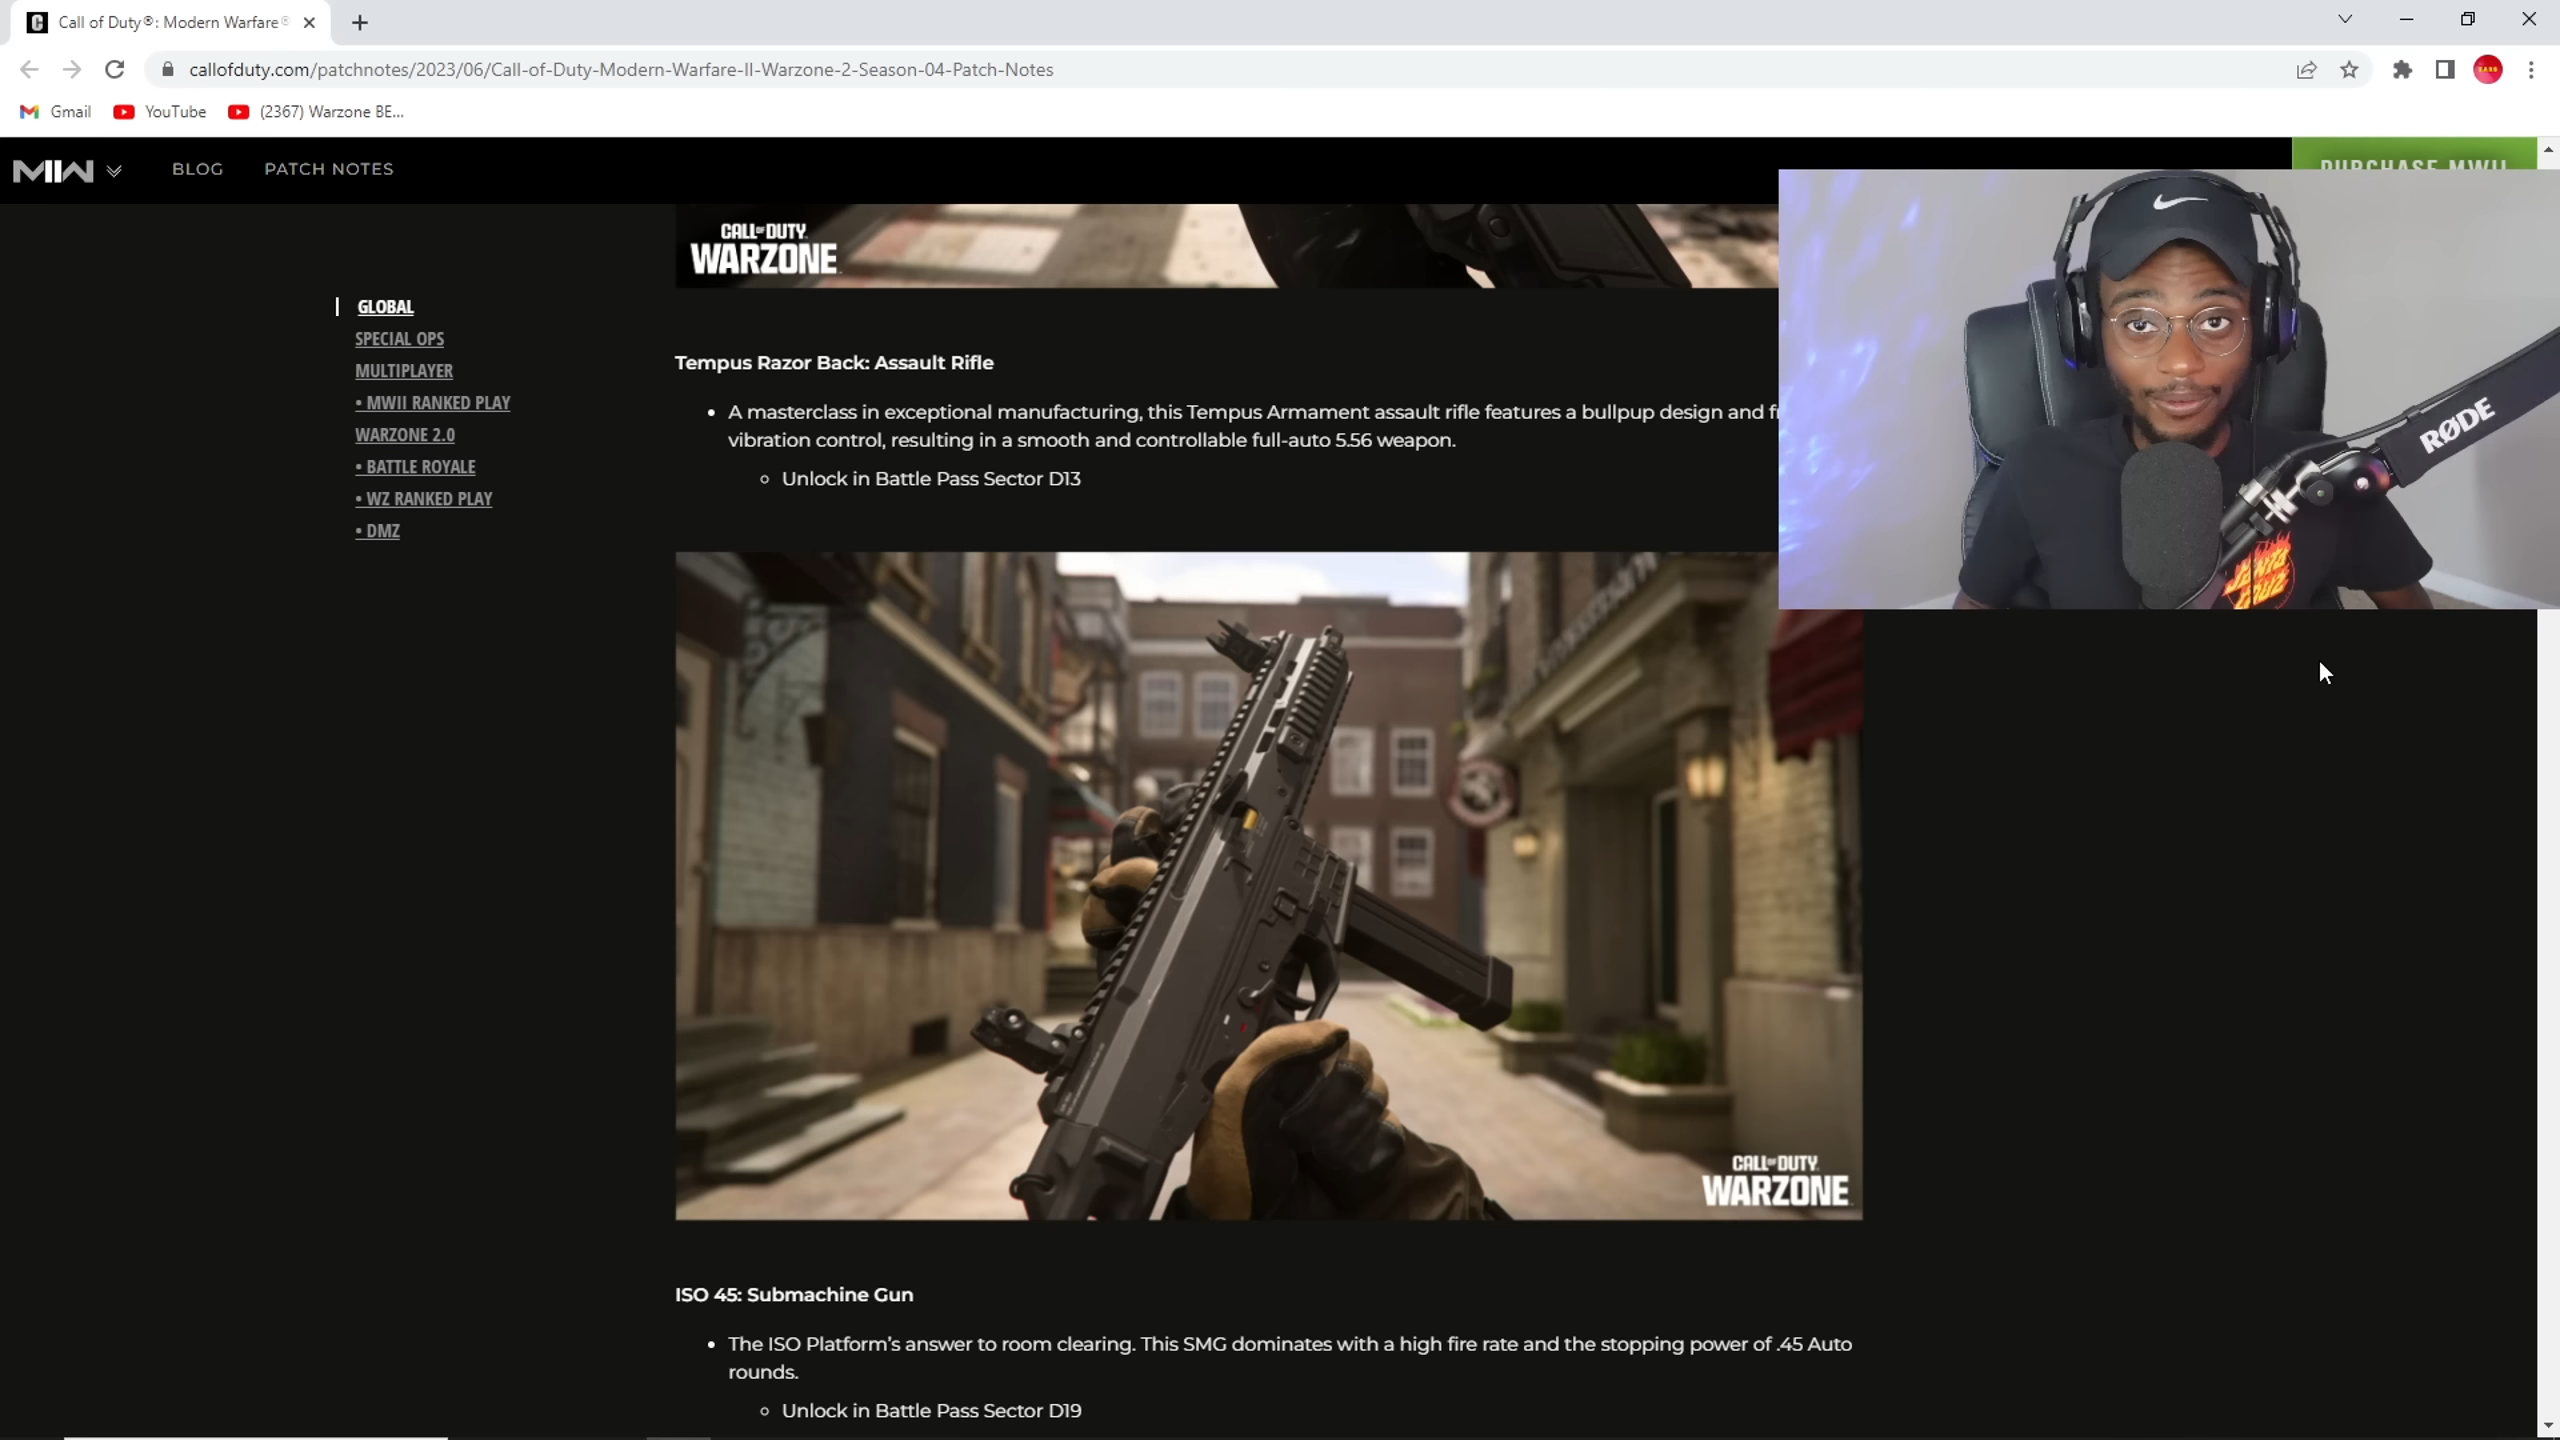 Call of Duty®: Modern Warfare®
callofduty.com/patchnotes/2023/06/Call-of-Duty-Modern-Warfare-II-Warzone-2-Season-04-Patch-Notes
Gmail YouTube (2367) Warzone BE...
MWII BLOG PATCH NOTES PURCHASE MWII
CALL OF DUTY
WARZONE
GLOBAL
SPECIAL OPS
MULTIPLAYER
• MWII RANKED PLAY
WARZONE 2.0
• BATTLE ROYALE
• WZ RANKED PLAY
• DMZ
Tempus Razor Back: Assault Rifle
• A masterclass in exceptional manufacturing, this Tempus Armament assault rifle features a bullpup design and
vibration control, resulting in a smooth and controllable full-auto 5.56 weapon.
○ Unlock in Battle Pass Sector D13
RØDE
CALL OF DUTY
WARZONE
ISO 45: Submachine Gun
• The ISO Platform’s answer to room clearing. This SMG dominates with a high fire rate and the stopping power of .45 Auto
rounds.
○ Unlock in Battle Pass Sector D19